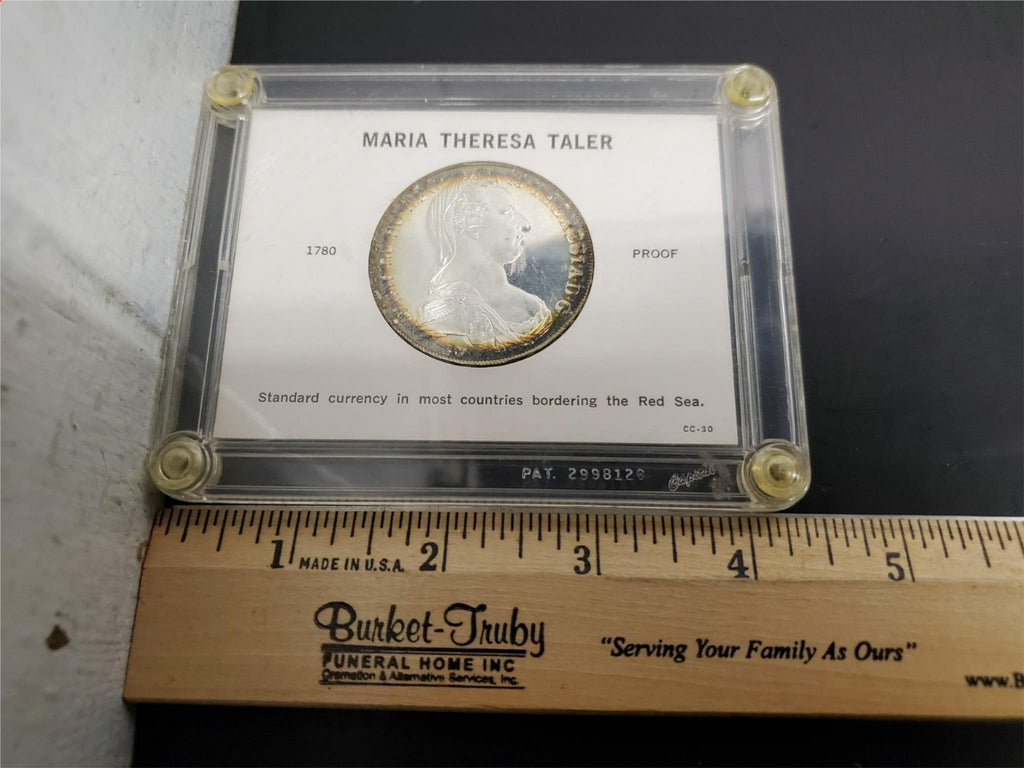 MARIA THERESA TALER
1780
PROOF
Standard currency in most countries bordering the Red Sea.
CC-30
PAT. 2998126
Capital
1 MADE IN U.S.A. 2 3 4 5
Burket-Truby
FUNERAL HOME INC
Cremation & Alternative Services, Inc.
"Serving Your Family As Ours"
www.B